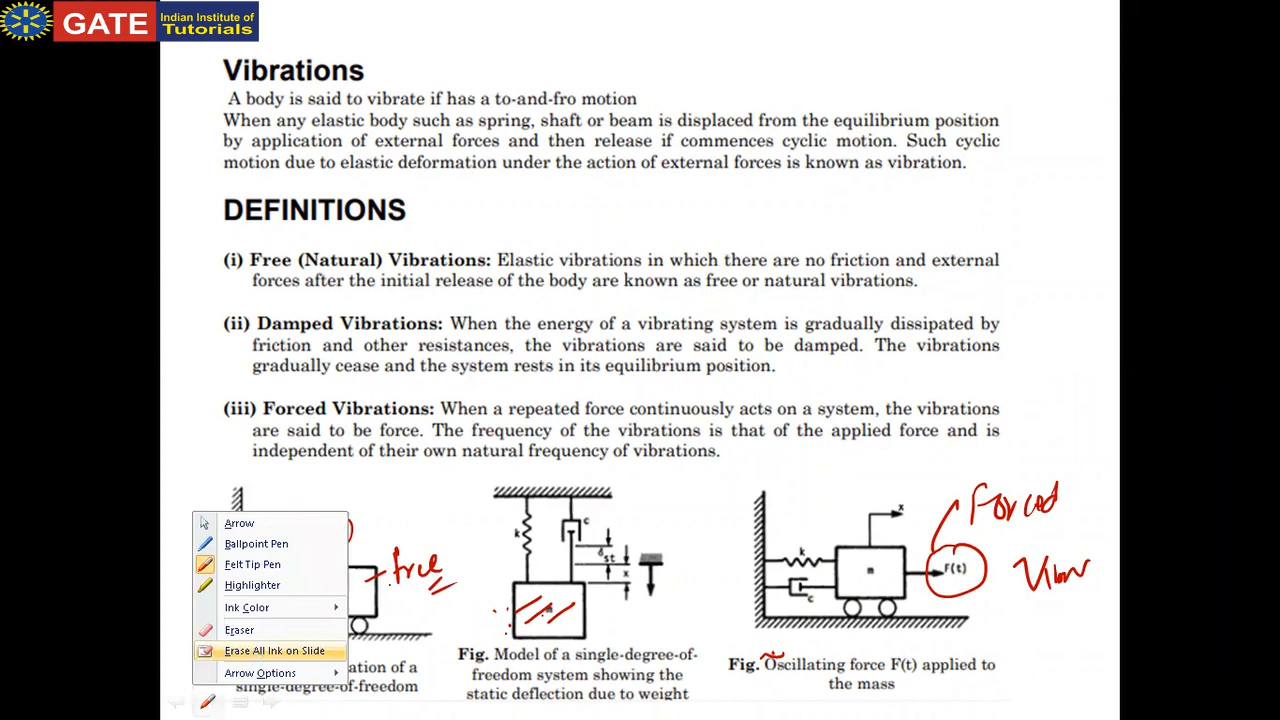 GATE
Indian Institute of
Tutorials
Vibrations
A body is said to vibrate if has a to-and-fro motion
When any elastic body such as spring, shaft or beam is displaced from the equilibrium position
by application of external forces and then release if commences cyclic motion. Such cyclic
motion due to elastic deformation under the action of external forces is known as vibration.
DEFINITIONS
(i) Free (Natural) Vibrations: Elastic vibrations in which there are no friction and external
forces after the initial release of the body are known as free or natural vibrations.
(ii) Damped Vibrations: When the energy of a vibrating system is gradually dissipated by
friction and other resistances, the vibrations are said to be damped. The vibrations
gradually cease and the system rests in its equilibrium position.
(iii) Forced Vibrations: When a repeated force continuously acts on a system, the vibrations
are said to be force. The frequency of the vibrations is that of the applied force and is
independent of their own natural frequency of vibrations.
Arrow
Ballpoint Pen
Felt Tip Pen
Highlighter
Ink Color
Eraser
Erase All Ink on Slide
Arrow Options
free
ation of a
single-degree-of-freedom
k
c
δst
x
m
Fig. Model of a single-degree-of-
freedom system showing the
static deflection due to weight
x
k
c
m
F(t)
Forced
Fig. Oscillating force F(t) applied to
the mass